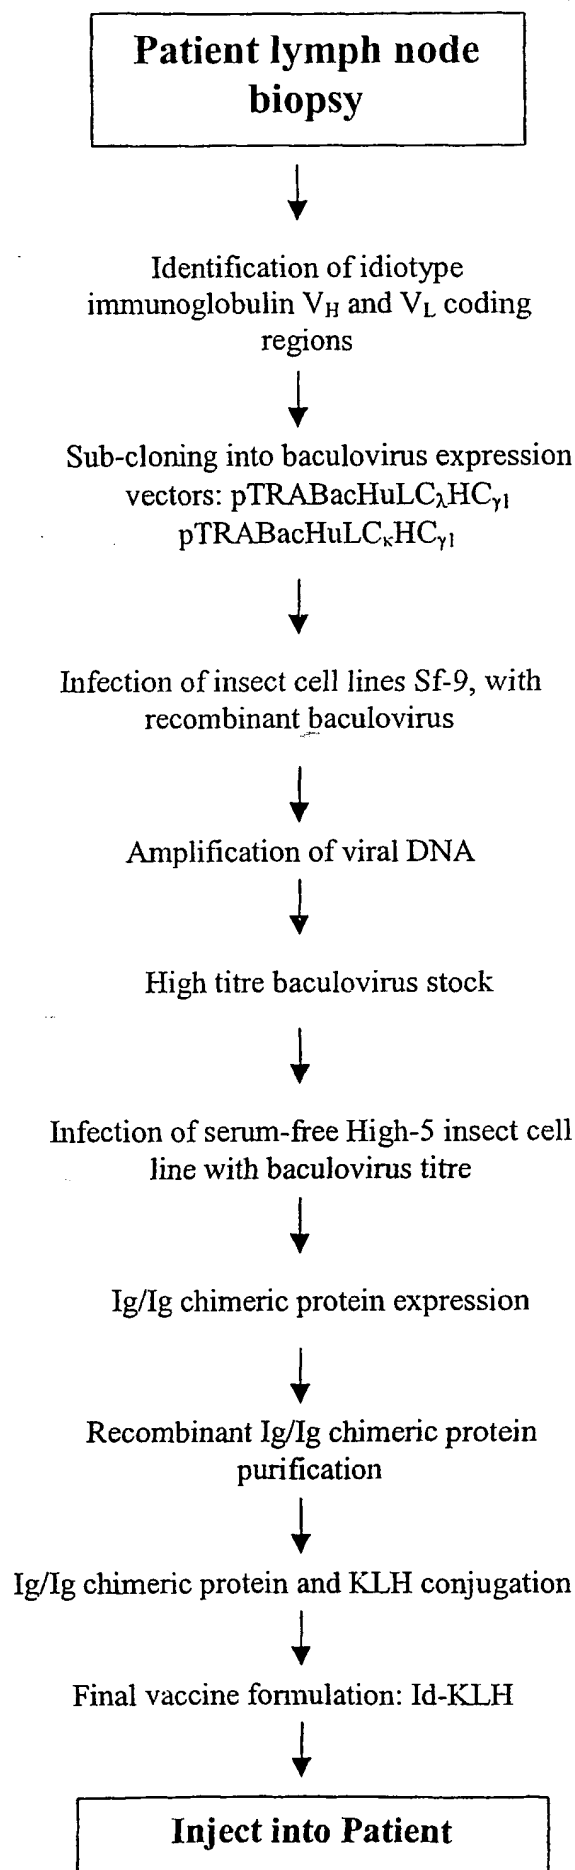 Patient lymph node
biopsy
Identification of idiotype
immunoglobulin V_H and V_L coding
regions
Sub-cloning into baculovirus expression
vectors: pTRABacHuLC_λHC_γ1
pTRABacHuLC_κHC_γ1
Infection of insect cell lines Sf-9, with
recombinant baculovirus
Amplification of viral DNA
High titre baculovirus stock
Infection of serum-free High-5 insect cell
line with baculovirus titre
Ig/Ig chimeric protein expression
Recombinant Ig/Ig chimeric protein
purification
Ig/Ig chimeric protein and KLH conjugation
Final vaccine formulation: Id-KLH
Inject into Patient